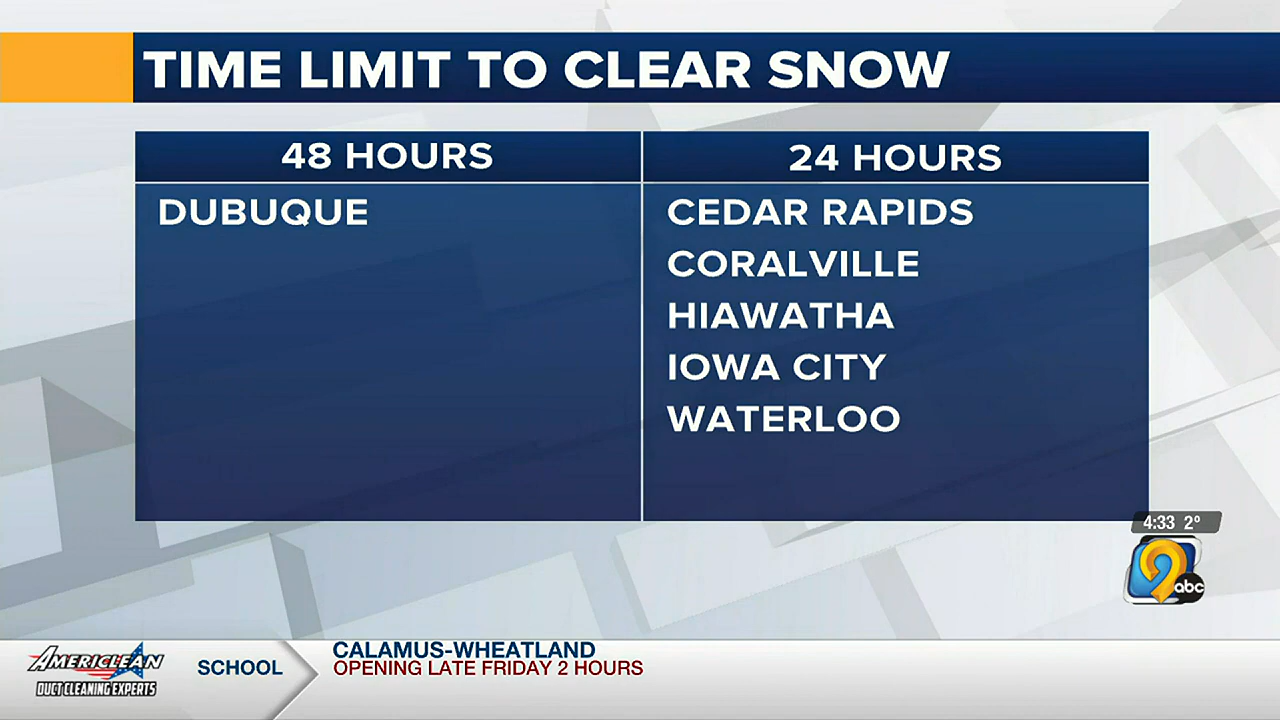 TIME LIMIT TO CLEAR SNOW
48 HOURS
DUBUQUE
24 HOURS
CEDAR RAPIDS
CORALVILLE
HIAWATHA
IOWA CITY
WATERLOO
4:33 2°
9
abc
AMERICLEAN
DUCT CLEANING EXPERTS
SCHOOL
CALAMUS-WHEATLAND
OPENING LATE FRIDAY 2 HOURS